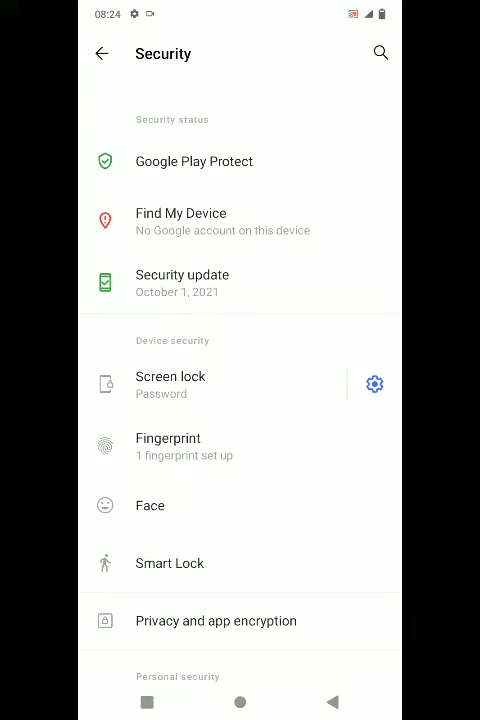 08:24
Security
Security status
Google Play Protect
Find My Device
No Google account on this device
Security update
October 1, 2021
Device security
Screen lock
Password
Fingerprint
1 fingerprint set up
Face
Smart Lock
Privacy and app encryption
Personal security